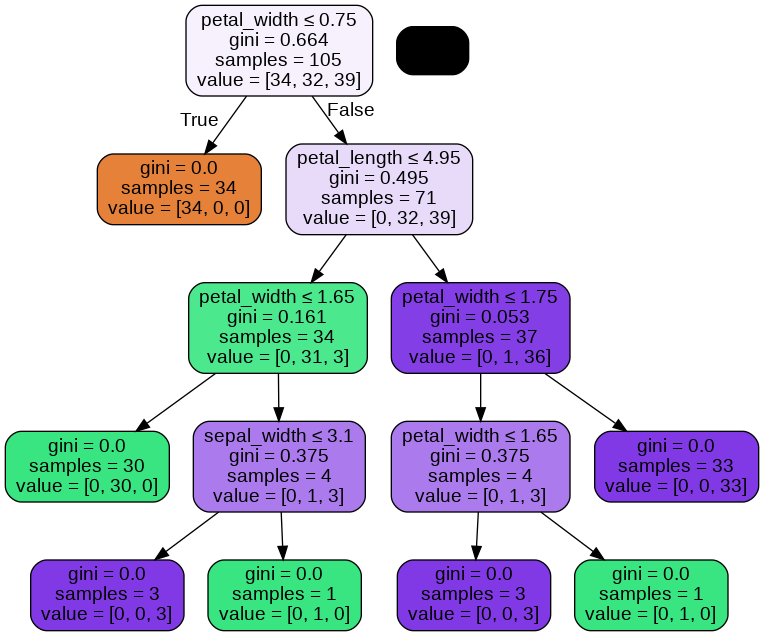 petal_width ≤ 0.75
gini = 0.664
samples = 105
value = [34, 32, 39]
True
False
gini = 0.0
samples = 34
value = [34, 0, 0]
petal_length ≤ 4.95
gini = 0.495
samples = 71
value = [0, 32, 39]
petal_width ≤ 1.65
gini = 0.161
samples = 34
value = [0, 31, 3]
petal_width ≤ 1.75
gini = 0.053
samples = 37
value = [0, 1, 36]
gini = 0.0
samples = 30
value = [0, 30, 0]
sepal_width ≤ 3.1
gini = 0.375
samples = 4
value = [0, 1, 3]
petal_width ≤ 1.65
gini = 0.375
samples = 4
value = [0, 1, 3]
gini = 0.0
samples = 33
value = [0, 0, 33]
gini = 0.0
samples = 3
value = [0, 0, 3]
gini = 0.0
samples = 1
value = [0, 1, 0]
gini = 0.0
samples = 3
value = [0, 0, 3]
gini = 0.0
samples = 1
value = [0, 1, 0]